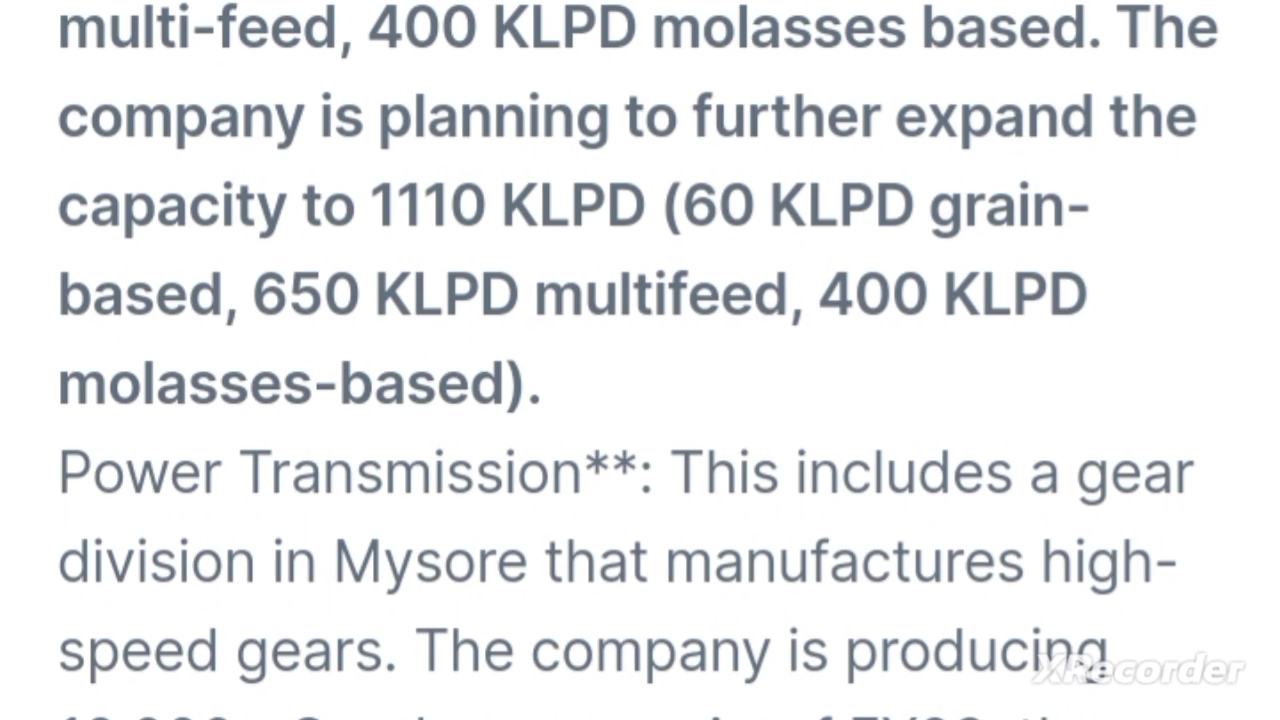 multi-feed, 400 KLPD molasses based. The
company is planning to further expand the
capacity to 1110 KLPD (60 KLPD grain-
based, 650 KLPD multifeed, 400 KLPD
molasses-based).
Power Transmission**: This includes a gear
division in Mysore that manufactures high-
speed gears. The company is producing
XRecorder